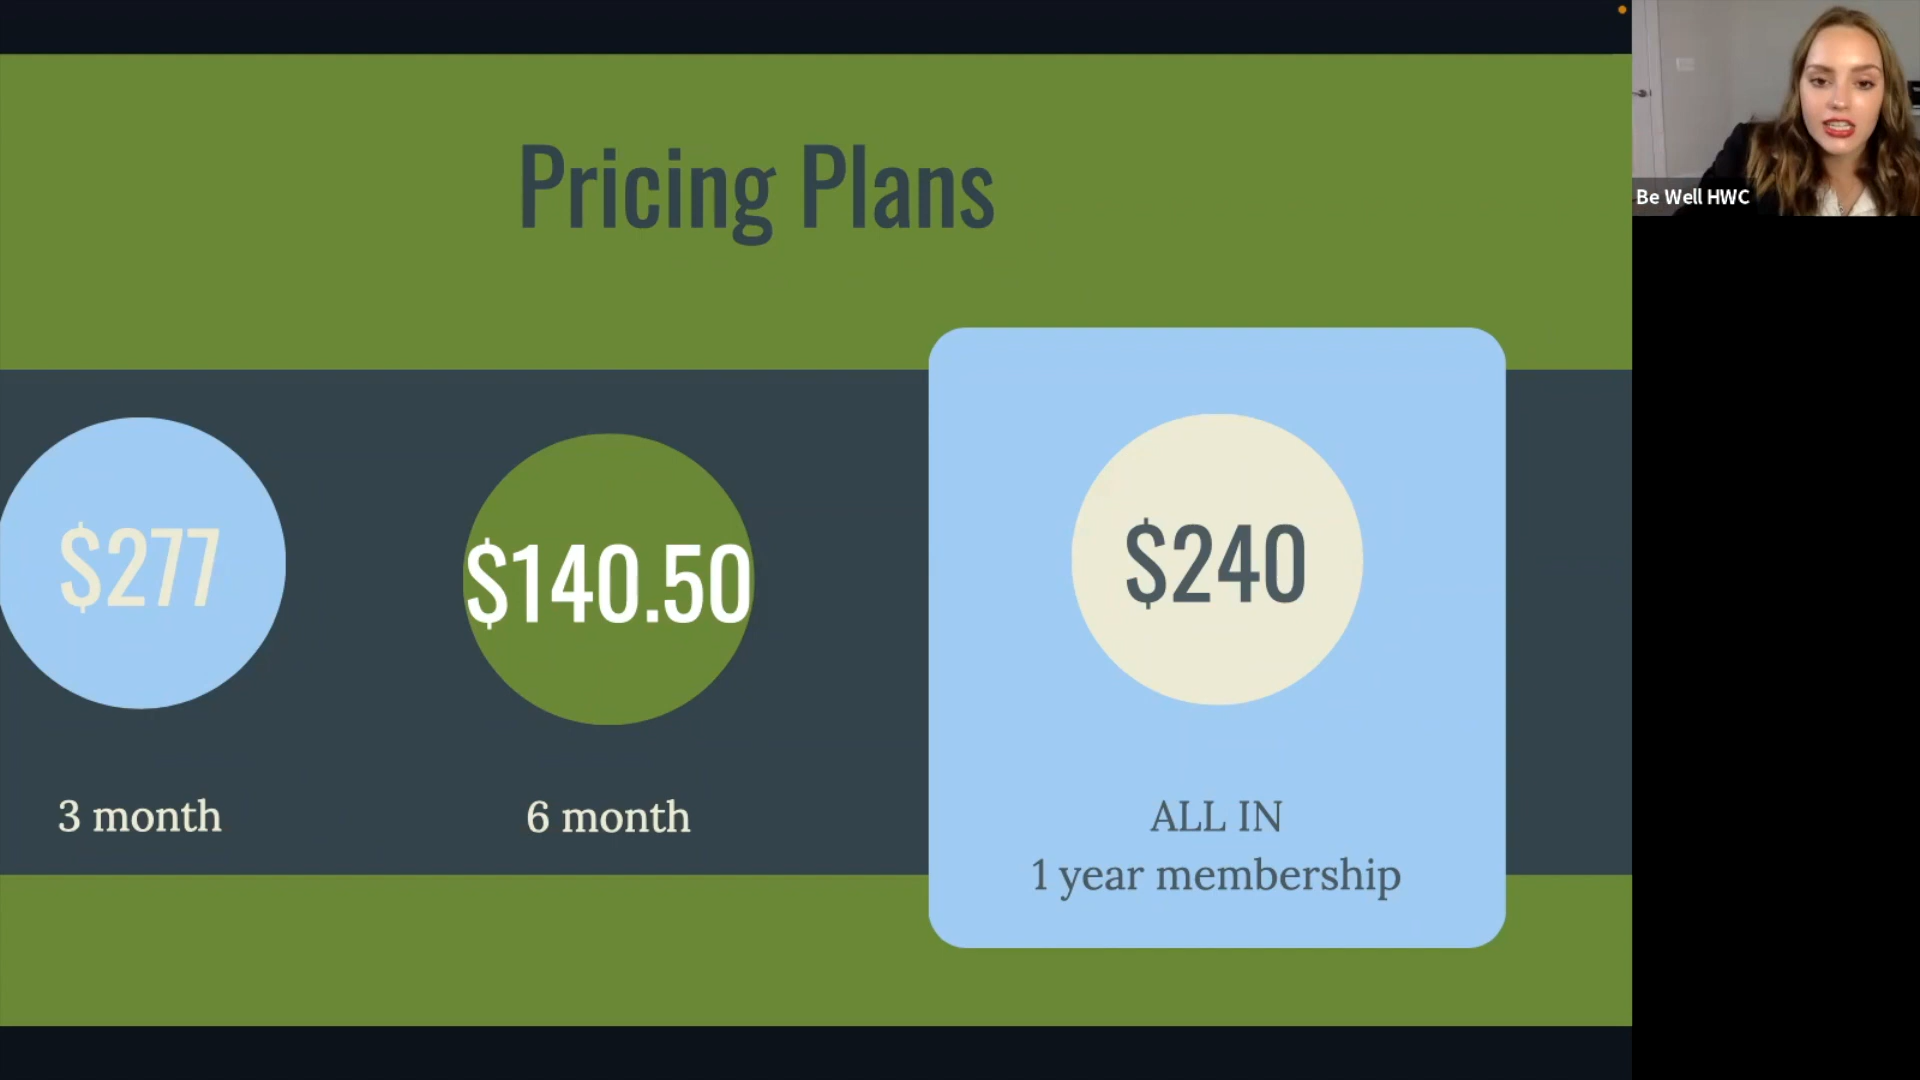 Pricing Plans
$277
3 month
$140.50
6 month
$240
ALL IN
1 year membership
Be Well HWC